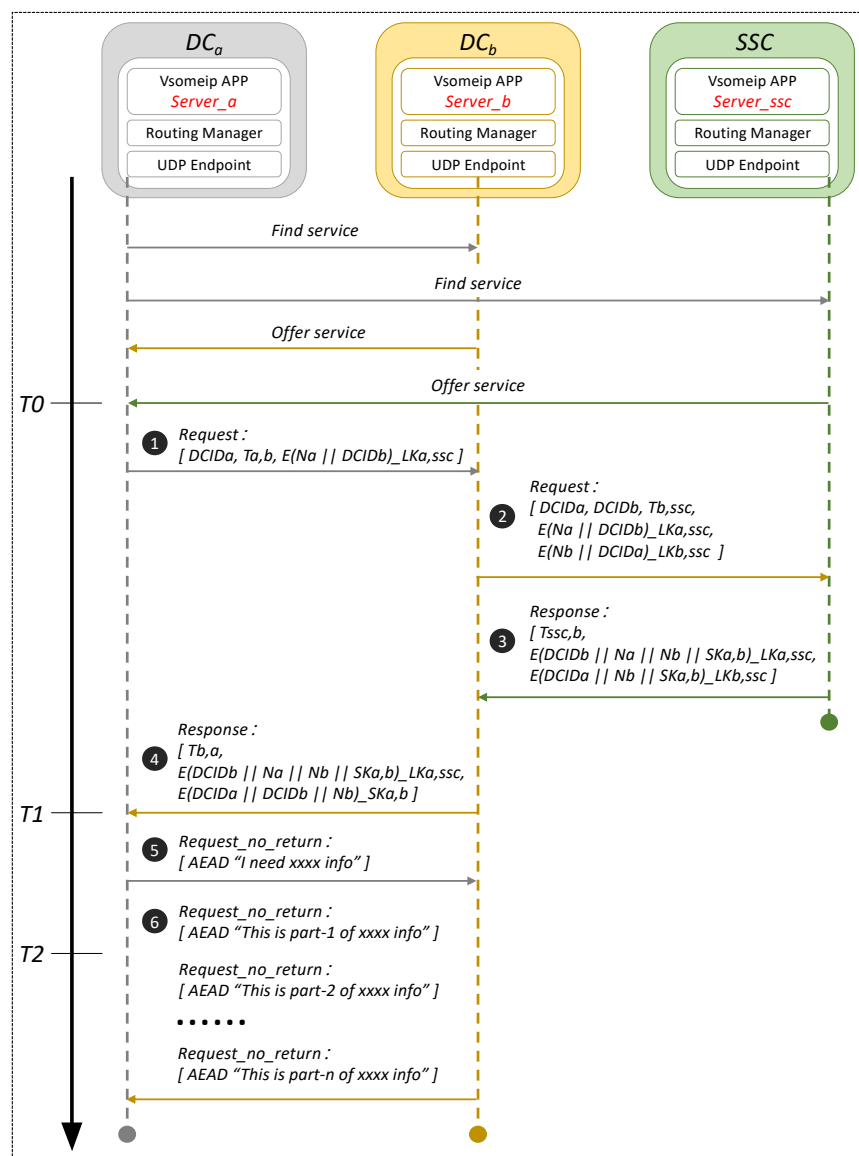 DCa DCb SSC
Vsomeip APP Vsomeip APP Vsomeip APP
Server_a Server_b Server_ssc
Routing Manager Routing Manager Routing Manager
UDP Endpoint UDP Endpoint UDP Endpoint
Find service
Find service
Offer service
Offer service
T0
1 Request：
[ DCIDa, Ta,b, E(Na || DCIDb)_LKa,ssc ]
2 Request：
[ DCIDa, DCIDb, Tb,ssc,
E(Na || DCIDb)_LKa,ssc,
E(Nb || DCIDa)_LKb,ssc ]
3 Response：
[ Tssc,b,
E(DCIDb || Na || Nb || SKa,b)_LKa,ssc,
E(DCIDa || Nb || SKa,b)_LKb,ssc ]
4 Response：
[ Tb,a,
E(DCIDb || Na || Nb || SKa,b)_LKa,ssc,
E(DCIDa || DCIDb || Nb)_SKa,b ]
T1
5 Request_no_return：
[ AEAD “I need xxxx info” ]
6 Request_no_return：
[ AEAD “This is part-1 of xxxx info” ]
T2
Request_no_return：
[ AEAD “This is part-2 of xxxx info” ]
......
Request_no_return：
[ AEAD “This is part-n of xxxx info” ]